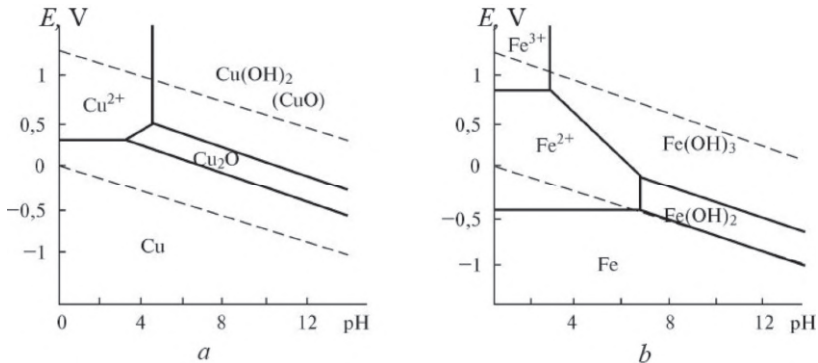 E, V
1
0,5
0
−0,5
−1
Cu²⁺
Cu(OH)₂
(CuO)
Cu₂O
Cu
0 4 8 12 pH
a
E, V
1
0,5
0
−0,5
−1
Fe³⁺
Fe²⁺
Fe(OH)₃
Fe(OH)₂
Fe
4 8 12 pH
b